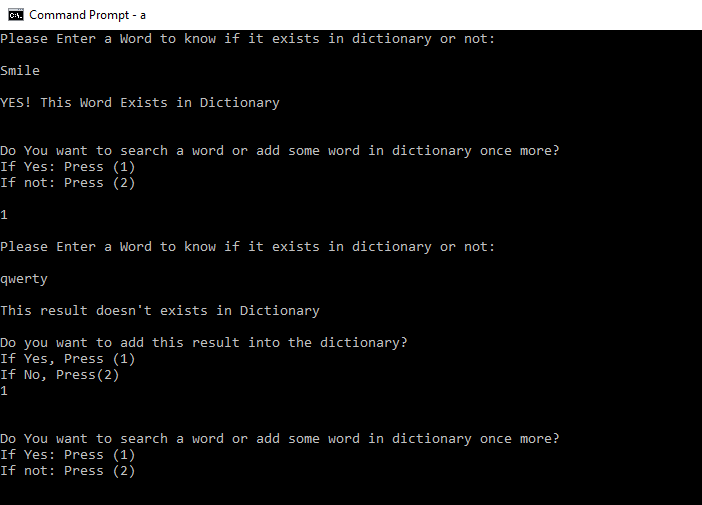 Command Prompt - a
Please Enter a Word to know if it exists in dictionary or not:
Smile
YES! This Word Exists in Dictionary
Do You want to search a word or add some word in dictionary once more?
If Yes: Press (1)
If not: Press (2)
1
Please Enter a Word to know if it exists in dictionary or not:
qwerty
This result doesn't exists in Dictionary
Do you want to add this result into the dictionary?
If Yes, Press (1)
If No, Press(2)
1
Do You want to search a word or add some word in dictionary once more?
If Yes: Press (1)
If not: Press (2)